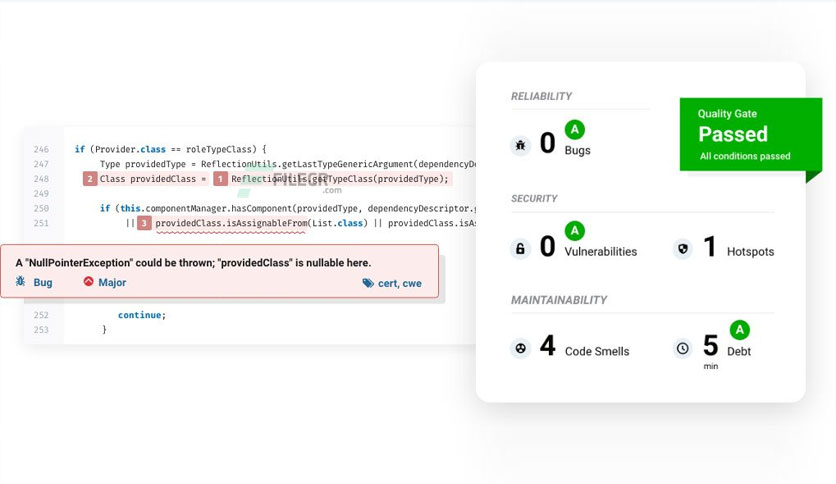 246 if (Provider.class == roleTypeClass) {
247 Type providedType = ReflectionUtils.getLastTypeGenericArgument(dependencyDe
248 2 Class providedClass = 1 ReflectionUtils.getTypeClass(providedType);
FILECR
.com
249
250 if (this.componentManager.hasComponent(providedType, dependencyDescriptor.g
251 || 3 providedClass.isAssignableFrom(List.class) || providedClass.isAs
A "NullPointerException" could be thrown; "providedClass" is nullable here.
Bug Major cert, cwe
252 continue;
253 }
RELIABILITY
0 A Bugs
Quality Gate
Passed
All conditions passed
SECURITY
0 A Vulnerabilities 1 Hotspots
MAINTAINABILITY
4 Code Smells 5 min A Debt